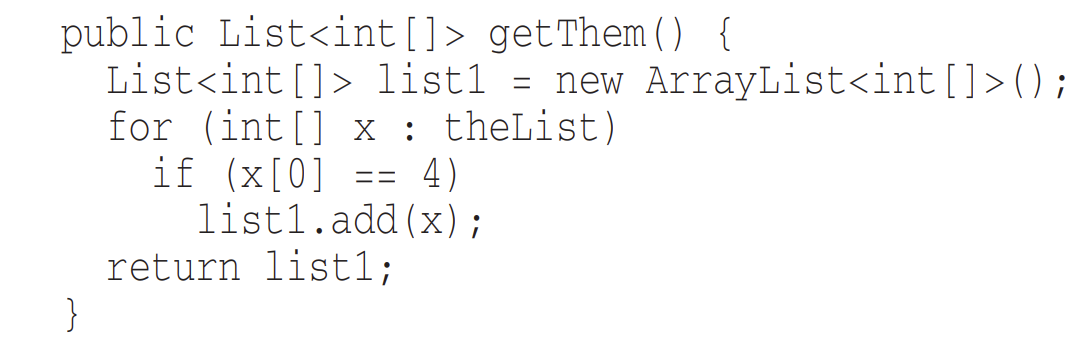 public List<int[]> getThem() {
List<int[]> list1 = new ArrayList<int[]>();
for (int[] x : theList)
if (x[0] == 4)
list1.add(x);
return list1;
}